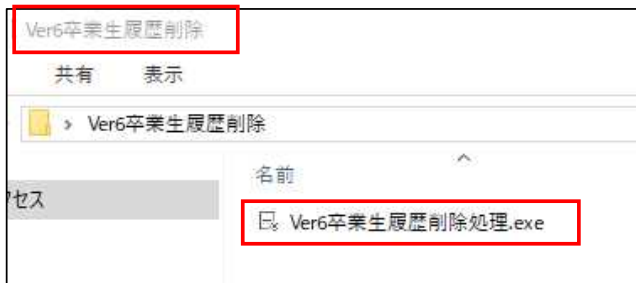 Ver6卒業生履歴削除
共有 表示
> Ver6卒業生履歴削除
名前
クセス
Ver6卒業生履歴削除処理.exe